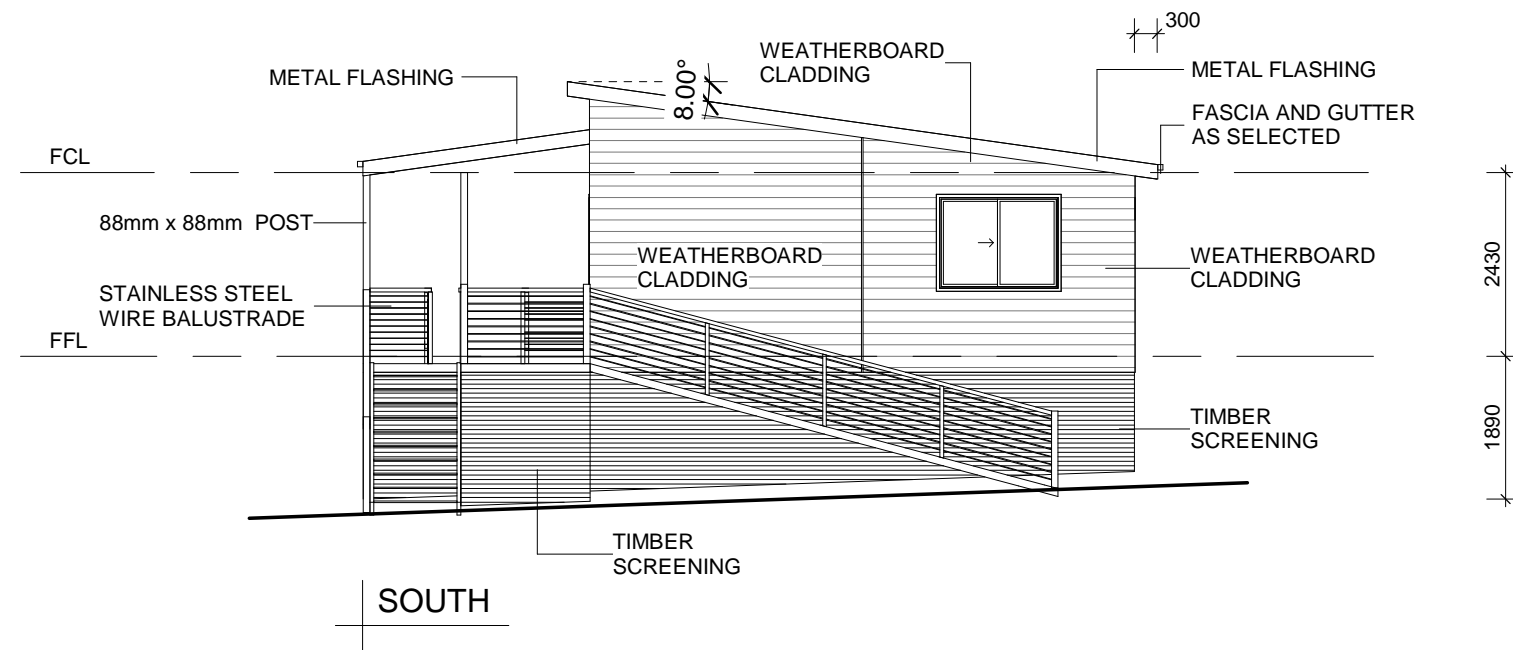 300
WEATHERBOARD
CLADDING
METAL FLASHING
METAL FLASHING
8.00°
FASCIA AND GUTTER
AS SELECTED
FCL
88mm x 88mm POST
WEATHERBOARD
CLADDING
WEATHERBOARD
CLADDING
2430
STAINLESS STEEL
WIRE BALUSTRADE
FFL
TIMBER
SCREENING
1890
TIMBER
SCREENING
SOUTH